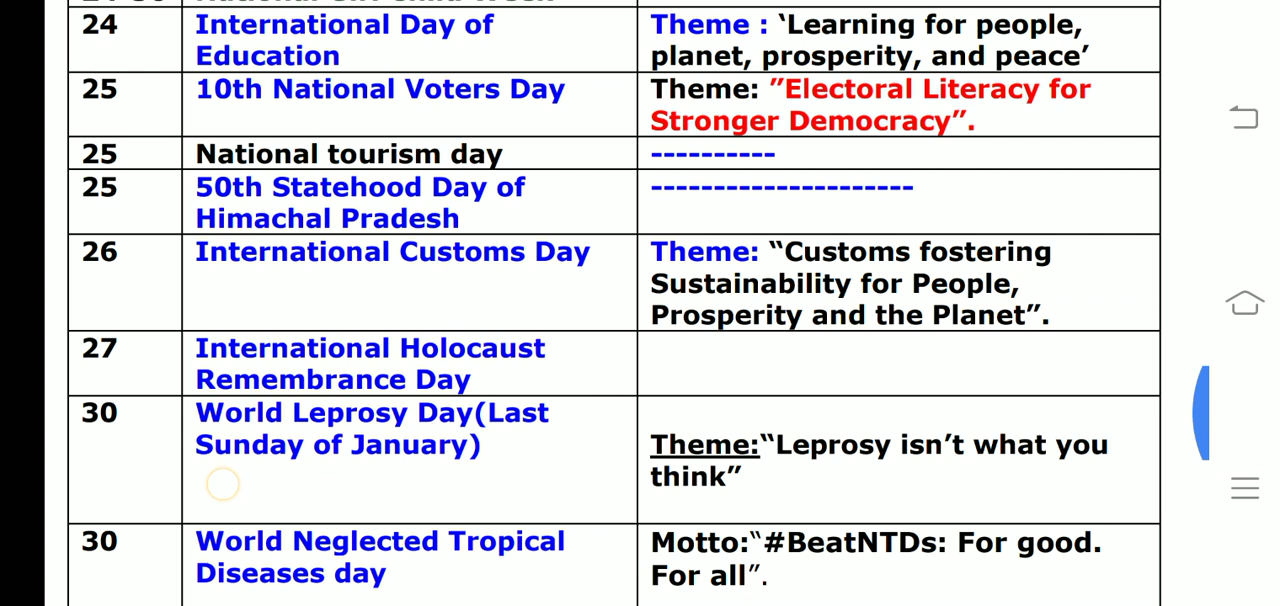 24 International Day of Theme : ‘Learning for people,
Education planet, prosperity, and peace’
25 10th National Voters Day Theme: ”Electoral Literacy for
Stronger Democracy”.
25 National tourism day ----------
25 50th Statehood Day of ---------------------
Himachal Pradesh
26 International Customs Day Theme: “Customs fostering
Sustainability for People,
Prosperity and the Planet”.
27 International Holocaust
Remembrance Day
30 World Leprosy Day(Last
Sunday of January) Theme:“Leprosy isn’t what you
think”
30 World Neglected Tropical Motto:“#BeatNTDs: For good.
Diseases day For all”.